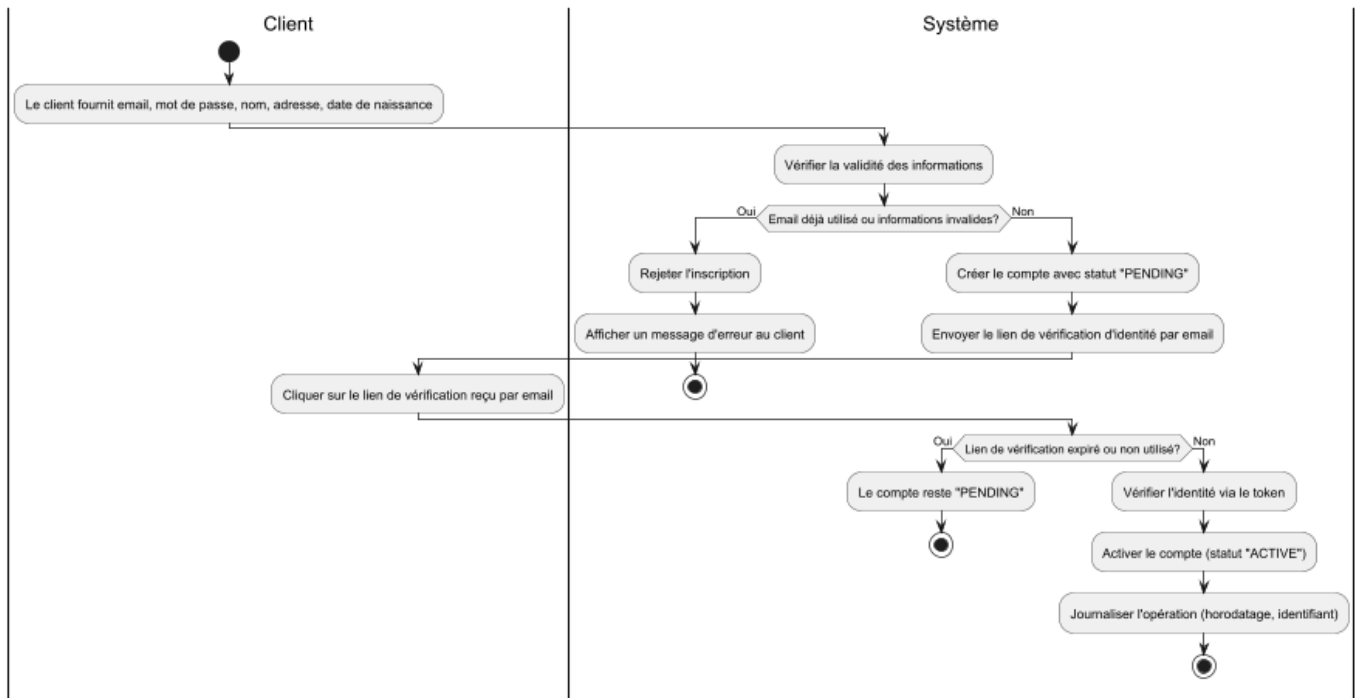 Client
Système
Le client fournit email, mot de passe, nom, adresse, date de naissance
Vérifier la validité des informations
Oui
Email déjà utilisé ou informations invalides?
Non
Rejeter l'inscription
Créer le compte avec statut "PENDING"
Afficher un message d'erreur au client
Envoyer le lien de vérification d'identité par email
Cliquer sur le lien de vérification reçu par email
Oui
Lien de vérification expiré ou non utilisé?
Non
Le compte reste "PENDING"
Vérifier l'identité via le token
Activer le compte (statut "ACTIVE")
Journaliser l'opération (horodatage, identifiant)